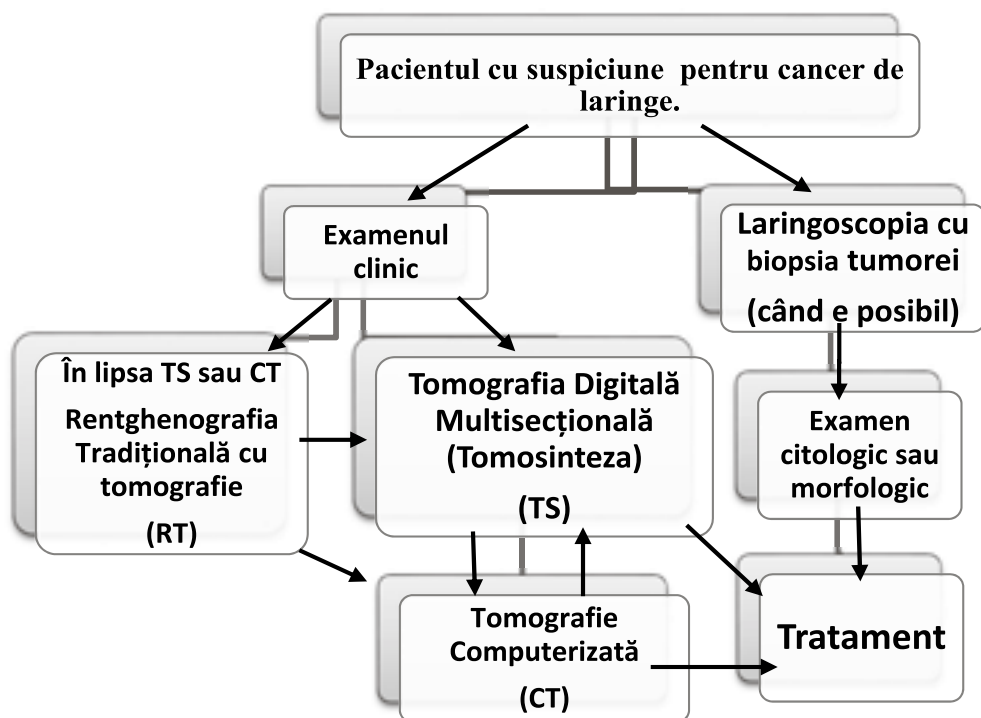 Pacientul cu suspiciune pentru cancer de
laringe.
Examenul
clinic
Laringoscopia cu
biopsia tumorei
(când e posibil)
În lipsa TS sau CT
Rentghenografia
Tradițională cu
tomografie
(RT)
Tomografia Digitală
Multisecțională
(Tomosinteza)
(TS)
Examen
citologic sau
morfologic
Tomografie
Computerizată
(CT)
Tratament